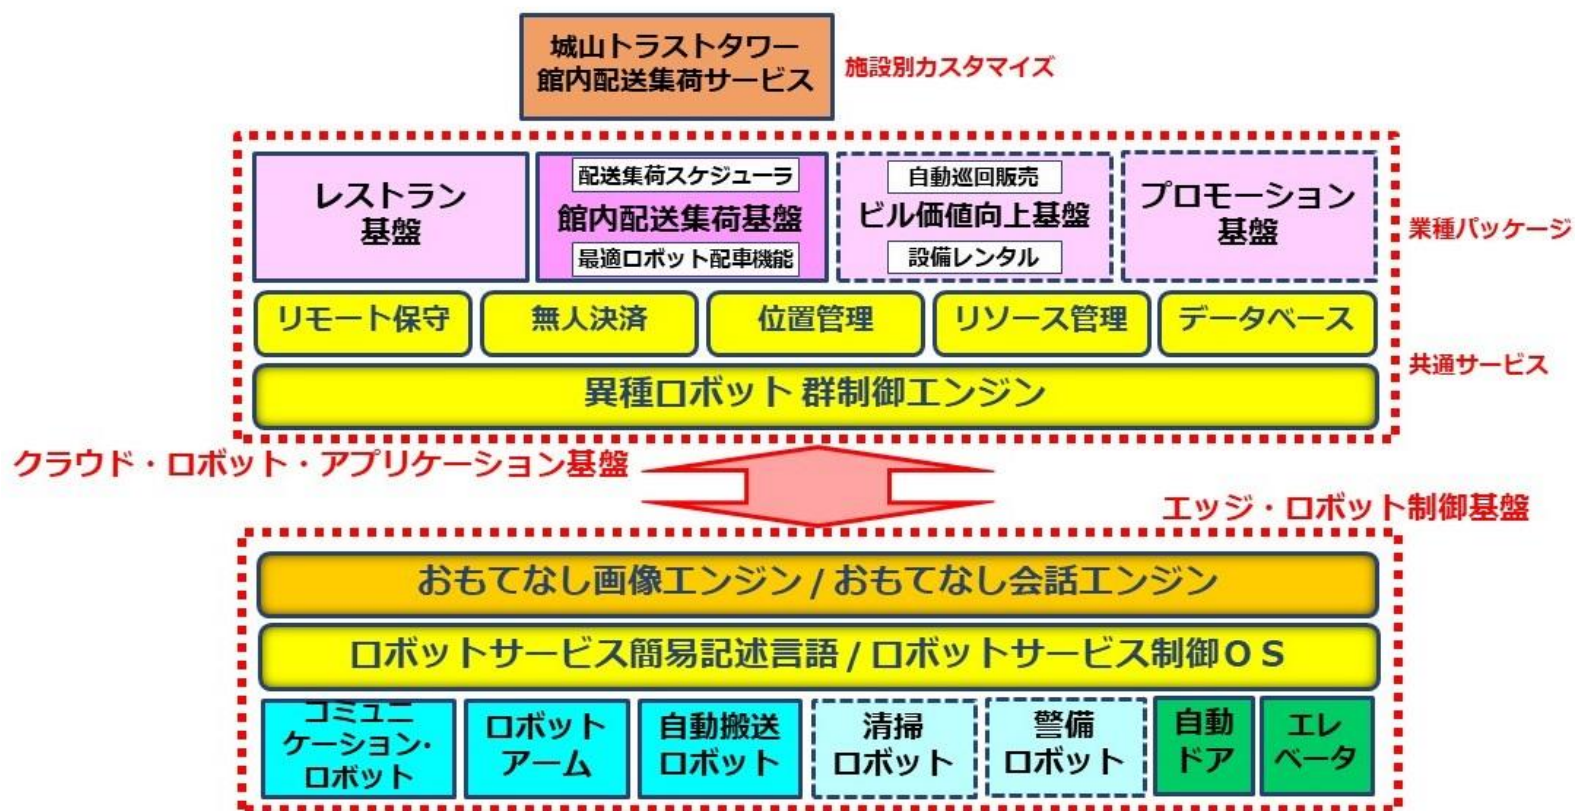 城山トラストタワー
館内配送集荷サービス
施設別カスタマイズ
レストラン
基盤
配送集荷スケジューラ
館内配送集荷基盤
最適ロボット配車機能
自動巡回販売
ビル価値向上基盤
設備レンタル
プロモーション
基盤
業種パッケージ
リモート保守
無人決済
位置管理
リソース管理
データベース
共通サービス
異種ロボット 群制御エンジン
クラウド・ロボット・アプリケーション基盤
エッジ・ロボット制御基盤
おもてなし画像エンジン / おもてなし会話エンジン
ロボットサービス簡易記述言語 / ロボットサービス制御OS
コミュニ
ケーション・
ロボット
ロボット
アーム
自動搬送
ロボット
清掃
ロボット
警備
ロボット
自動
ドア
エレ
ベータ